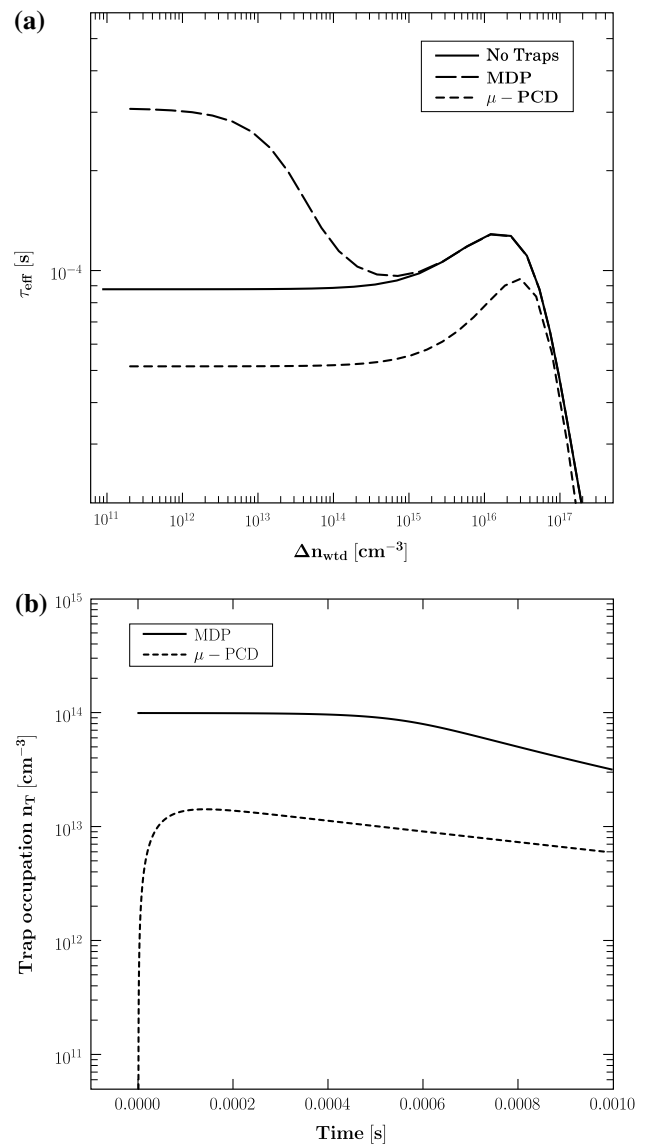 (a)
No Traps
MDP
μ − PCD
τeff [s]
10⁻⁴
10¹¹ 10¹² 10¹³ 10¹⁴ 10¹⁵ 10¹⁶ 10¹⁷
Δnwtd [cm⁻³]
(b)
MDP
μ − PCD
Trap occupation nT [cm⁻³]
10¹⁵
10¹⁴
10¹³
10¹²
10¹¹
0.0000 0.0002 0.0004 0.0006 0.0008 0.0010
Time [s]